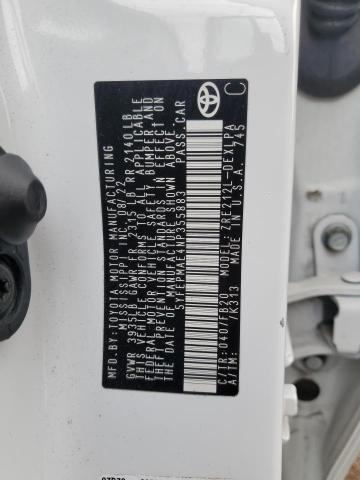 MFD.BY: TOYOTA MOTOR MANUFACTURING
MISSISSIPPI INC. 08/22
GVWR 3935LB GAWR FR 2315 LB RR 2140 LB
THIS VEHICLE CONFORMS TO ALL APPLICABLE
FEDERAL MOTOR VEHICLE SAFETY, BUMPER AND
THEFT PREVENTION STANDARDS IN EFFECT ON
THE DATE OF MANUFACTURE SHOWN ABOVE.
5YFEPMAE4NP355883 PASS.CAR
C/TR: 040/FB20 MODEL: ZRE212L-DEXLPA
A/TM: /K313 MADE IN U.S.A. 745
TOYOTA
C